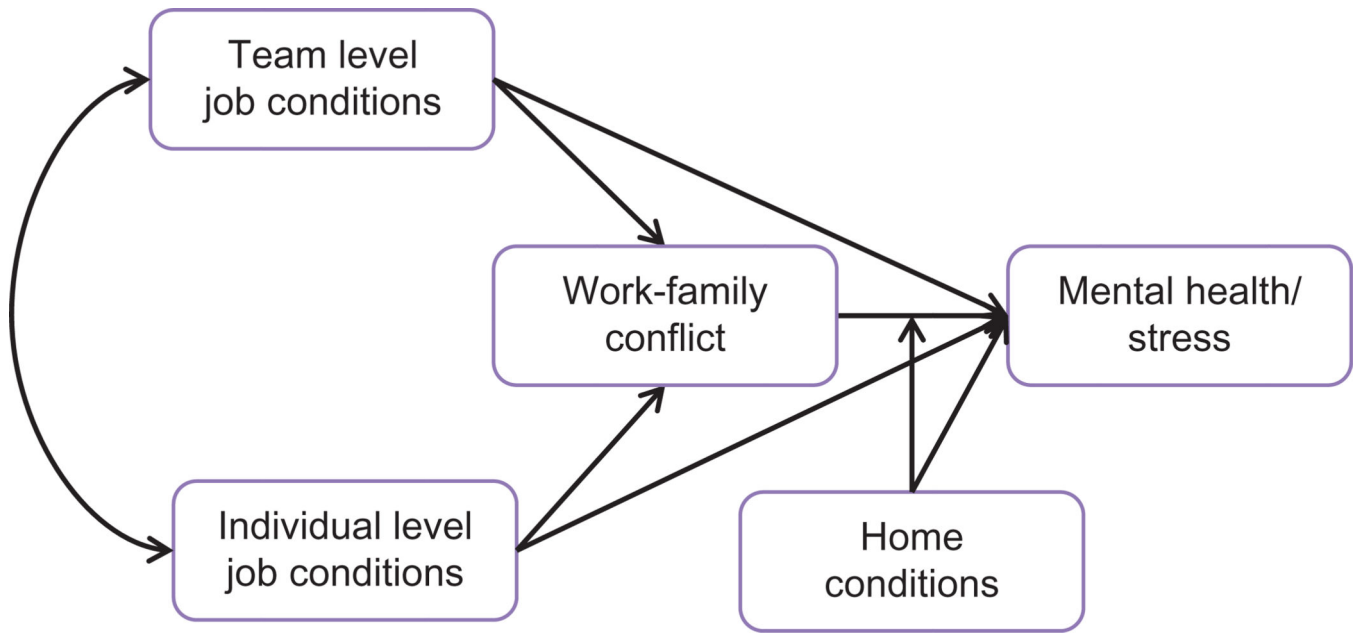 Team level
job conditions
Work-family
conflict
Mental health/
stress
Individual level
job conditions
Home
conditions